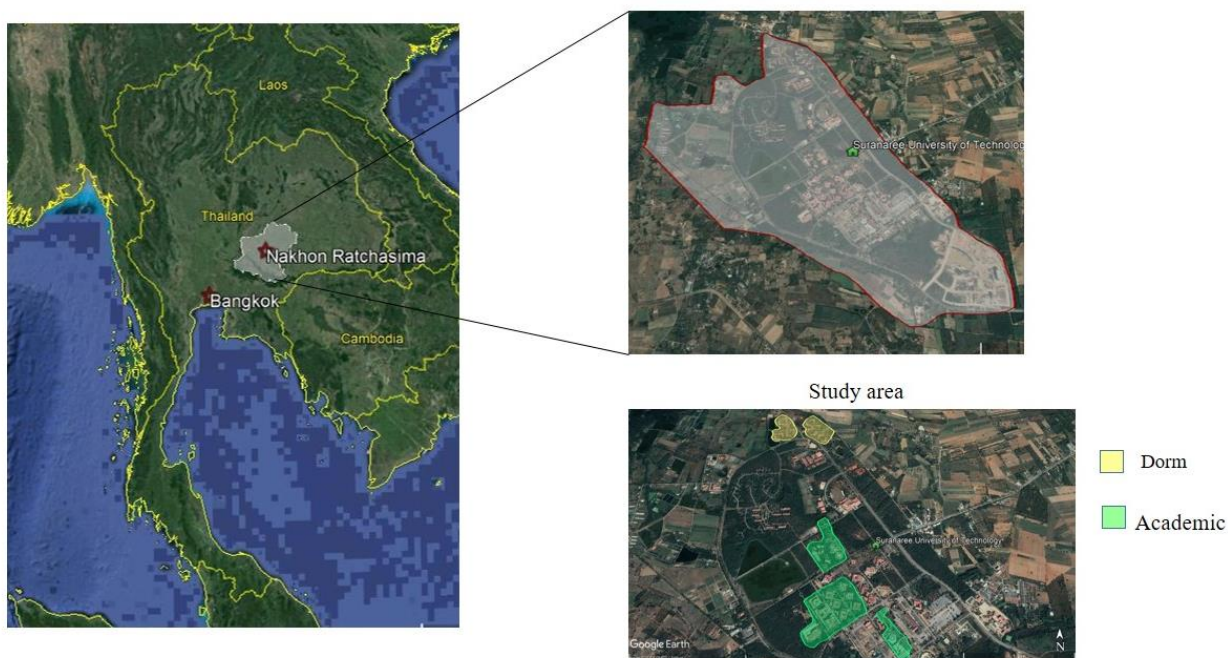 Laos
Thailand
Nakhon Ratchasima
Bangkok
Cambodia
Suranaree University of Technolog
Study area
Suranaree University of Technology
Google Earth
N
Dorm
Academic